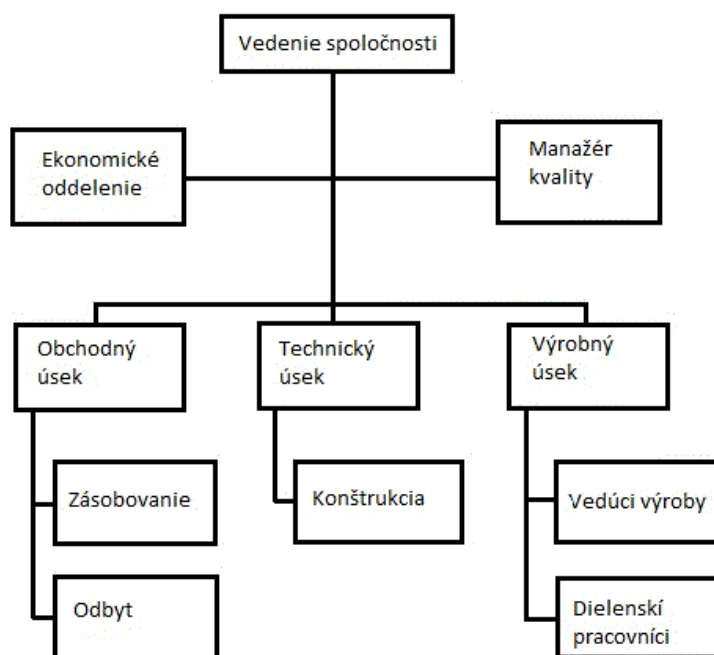 Vedenie spoločnosti
Ekonomické
oddelenie
Manažér
kvality
Obchodný
úsek
Technický
úsek
Výrobný
úsek
Zásobovanie
Konštrukcia
Vedúci výroby
Odbyt
Dielenskí
pracovníci